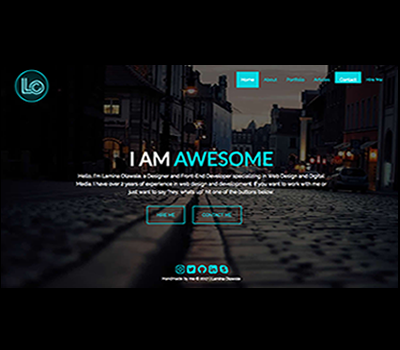 LO
Home About Portfolio Articles Contact Hire Me
I AM AWESOME
Hello, I'm Lamina Olawale, a Designer and Front-End Developer specializing in Web Design and Digital
Media. I have over 2 years of experience in web design and development. If you want to work with me or
just want to say "hey, what's up" hit one of the buttons below
HIRE ME CONTACT ME
Handmade by me © 2017 Lamina Olawale